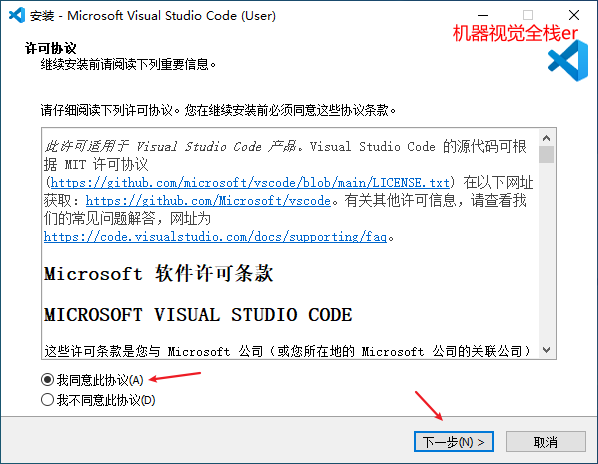 安装 - Microsoft Visual Studio Code (User)
机器视觉全栈er
许可协议
继续安装前请阅读下列重要信息。
请仔细阅读下列许可协议。您在继续安装前必须同意这些协议条款。
此许可适用于 Visual Studio Code 产品。Visual Studio Code 的源代码可根
据 MIT 许可协议
(https://github.com/microsoft/vscode/blob/main/LICENSE.txt) 在以下网址
获取：https://github.com/Microsoft/vscode。有关其他许可信息，请查看我
们的常见问题解答，网址为
https://code.visualstudio.com/docs/supporting/faq。
Microsoft 软件许可条款
MICROSOFT VISUAL STUDIO CODE
这些许可条款是您与 Microsoft 公司（或您所在地的 Microsoft 公司的关联公司）
我同意此协议(A)
我不同意此协议(D)
下一步(N) >
取消